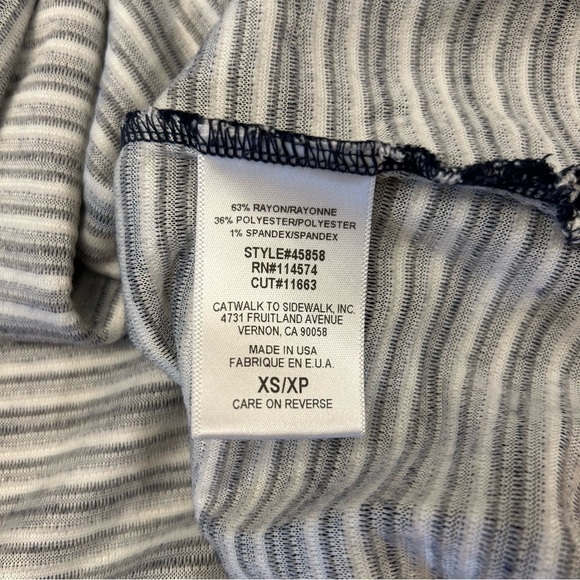 63% RAYON/RAYONNE
36% POLYESTER/POLYESTER
1% SPANDEX/SPANDEX
STYLE#45858
RN#114574
CUT#11663
CATWALK TO SIDEWALK, INC.
4731 FRUITLAND AVENUE
VERNON, CA 90058
MADE IN USA
FABRIQUE EN E.U.A.
XS/XP
CARE ON REVERSE